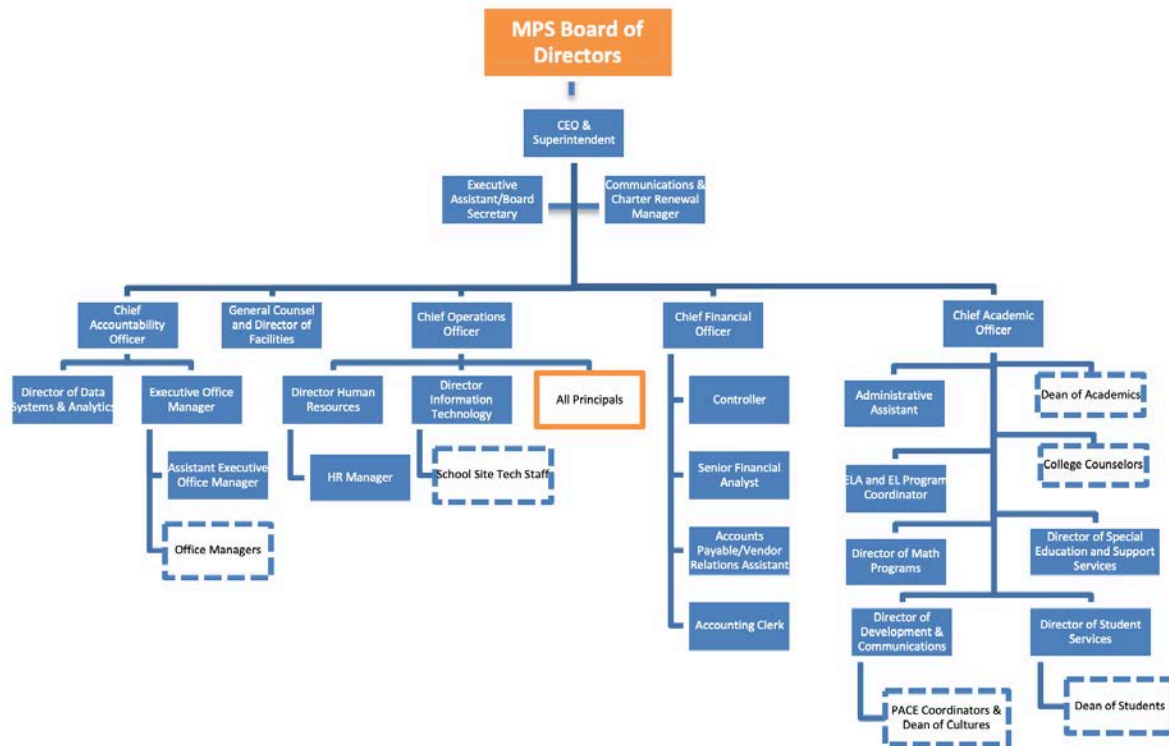 MPS Board of
Directors
CEO &
Superintendent
Executive
Assistant/Board
Secretary
Communications &
Charter Renewal
Manager
Chief
Accountability
Officer
General Counsel
and Director of
Facilities
Chief Operations
Officer
Chief Financial
Officer
Chief Academic
Officer
Director of Data
Systems & Analytics
Executive Office
Manager
Assistant Executive
Office Manager
Office Managers
Director Human
Resources
HR Manager
Director
Information
Technology
School Site Tech Staff
All Principals
Controller
Senior Financial
Analyst
Accounts
Payable/Vendor
Relations Assistant
Accounting Clerk
Administrative
Assistant
Dean of Academics
College Counselors
ELA and EL Program
Coordinator
Director of Math
Programs
Director of Special
Education and Support
Services
Director of
Development &
Communications
PACE Coordinators &
Dean of Cultures
Director of Student
Services
Dean of Students